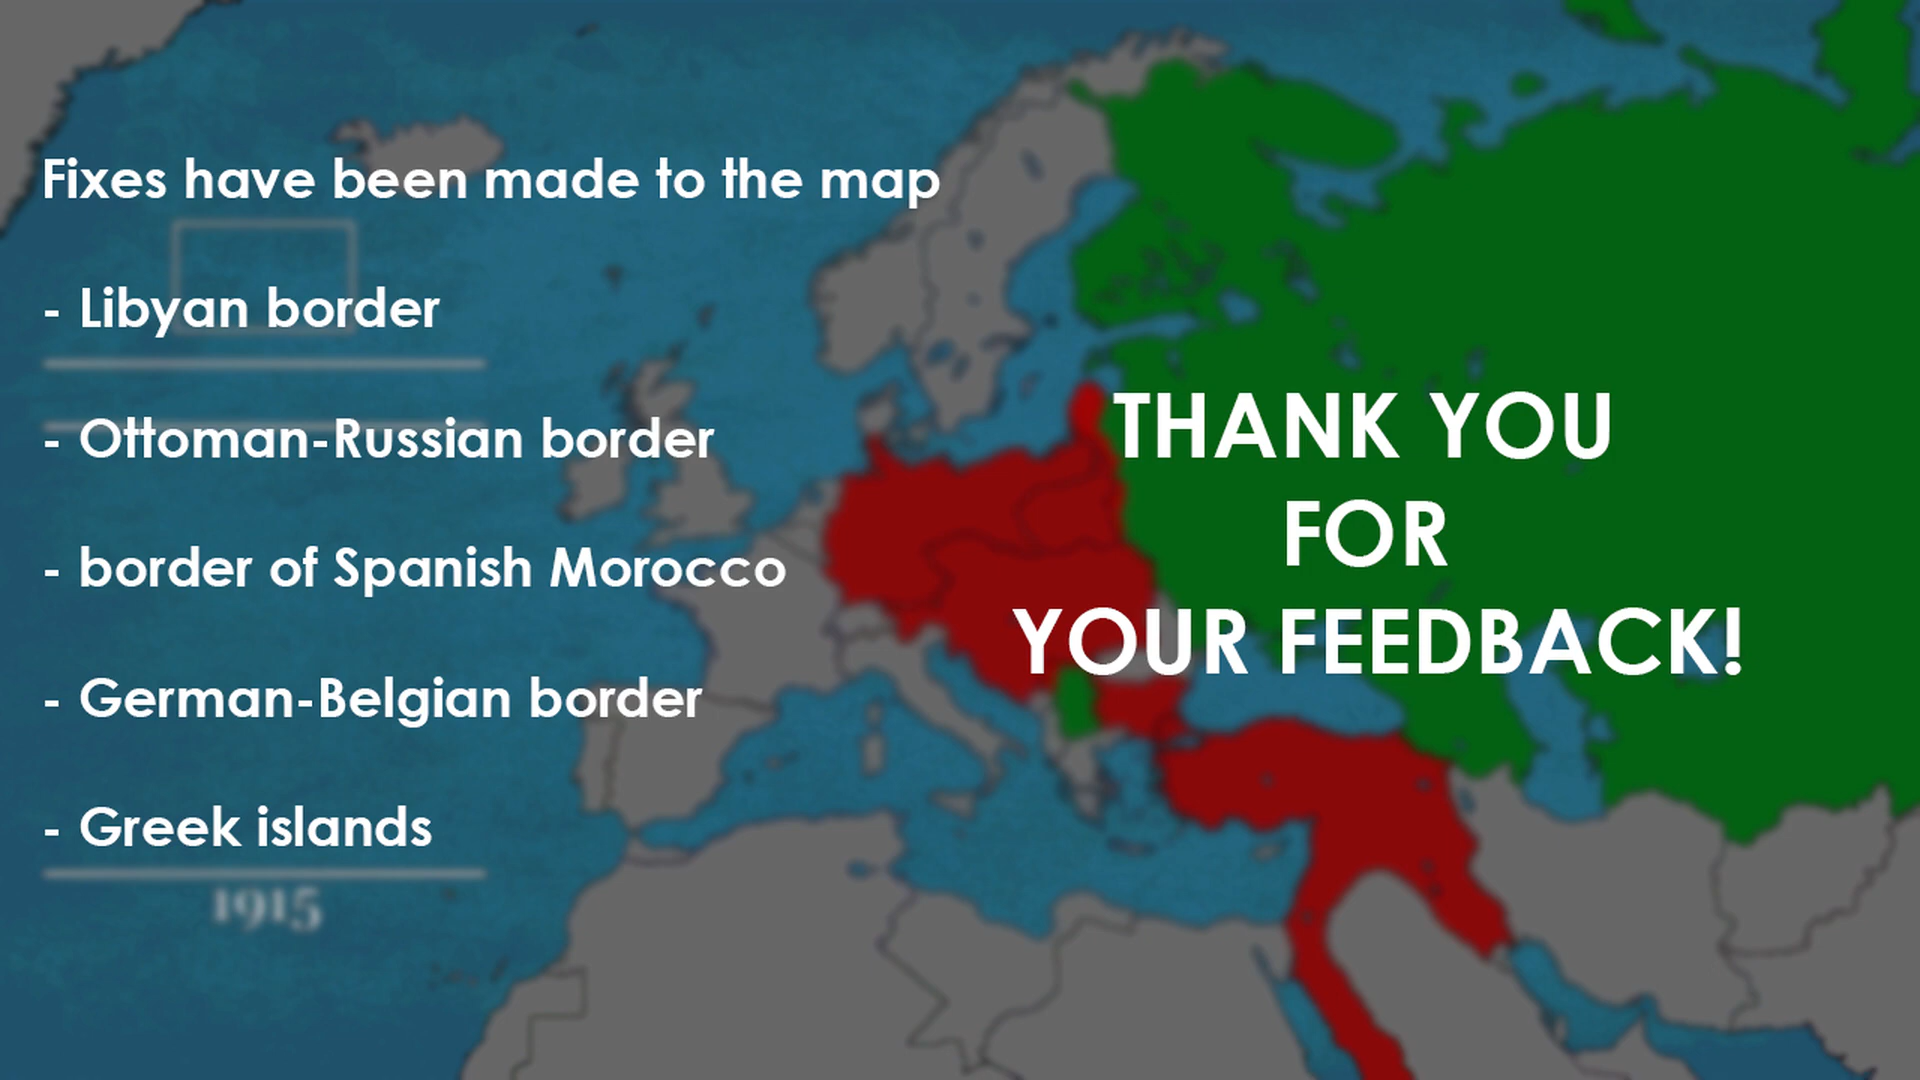 Fixes have been made to the map
- Libyan border
- Ottoman-Russian border
- border of Spanish Morocco
- German-Belgian border
- Greek islands
1915
THANK YOU
FOR
YOUR FEEDBACK!